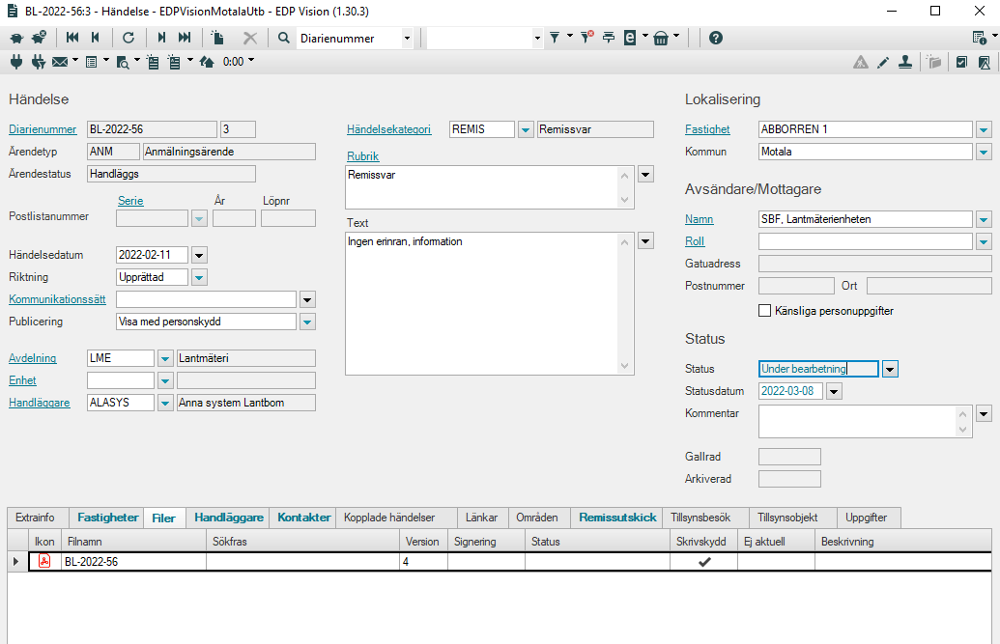 BL-2022-56:3 - Händelse - EDPVisionMotalaUtb - EDP Vision (1.30.3)
Diarienummer
0:00
Händelse
Diarienummer BL-2022-56 3
Ärendetyp ANM Anmälningsärende
Ärendestatus Handläggs
Serie År Löpnr
Postlistanummer
Händelsedatum 2022-02-11
Riktning Upprättad
Kommunikationssätt
Publicering Visa med personskydd
Avdelning LME Lantmäteri
Enhet
Handläggare ALASYS Anna system Lantbom
Händelsekategori REMIS Remissvar
Rubrik
Remissvar
Text
Ingen erinran, information
Lokalisering
Fastighet ABBORREN 1
Kommun Motala
Avsändare/Mottagare
Namn SBF, Lantmäterienheten
Roll
Gatuadress
Postnummer Ort
Känsliga personuppgifter
Status
Status Under bearbetning
Statusdatum 2022-03-08
Kommentar
Gallrad
Arkiverad
Extrainfo Fastigheter Filer Handläggare Kontakter Kopplade händelser Länkar Områden Remissutskick Tillsynsbesök Tillsynsobjekt Uppgifter
Ikon Filnamn Sökfras Version Signering Status Skrivskydd Ej aktuell Beskrivning
BL-2022-56 4